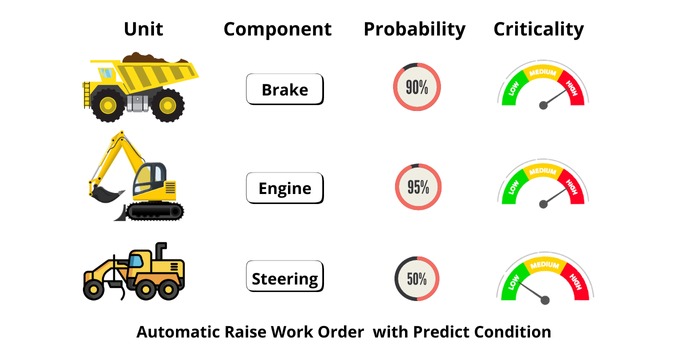 Unit Component Probability Criticality
Brake 90% LOW MEDIUM HIGH
Engine 95% LOW MEDIUM HIGH
Steering 50% LOW MEDIUM HIGH
Automatic Raise Work Order with Predict Condition